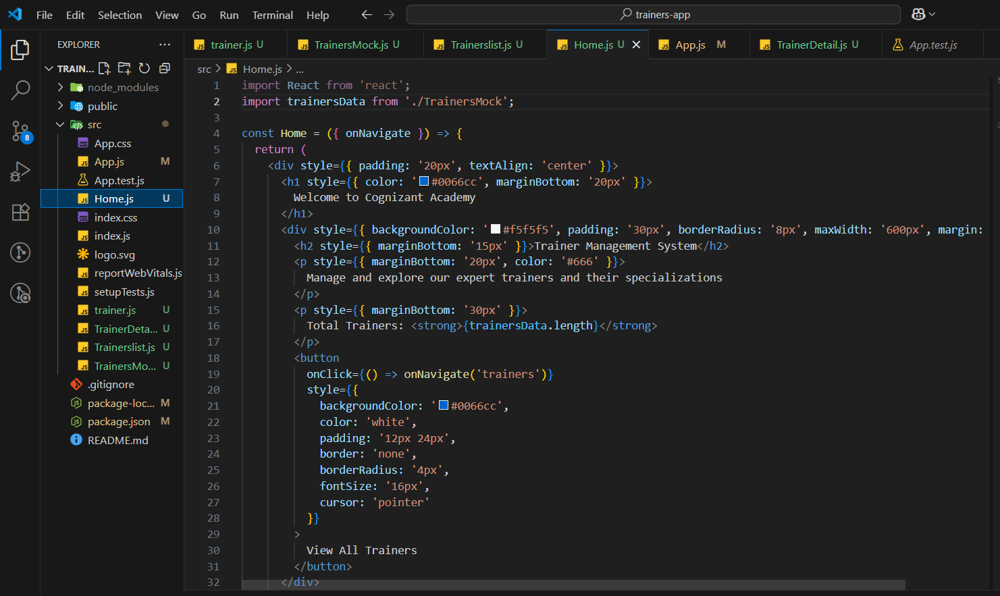 File Edit Selection View Go Run Terminal Help
trainers-app
EXPLORER
TRAIN...
node_modules
public
src
App.css
App.js M
App.test.js
Home.js U
index.css
index.js
logo.svg
reportWebVitals.js
setupTests.js
trainer.js U
TrainerDeta... U
Trainerslist.js U
TrainersMo... U
.gitignore
package-loc... M
package.json M
README.md
8
trainer.js U TrainersMock.js U Trainerslist.js U Home.js U App.js M TrainerDetail.js U App.test.js
src > Home.js > ...
1 import React from 'react';
2 import trainersData from './TrainersMock';
3
4 const Home = ({ onNavigate }) => {
5 return (
6 <div style={{ padding: '20px', textAlign: 'center' }}>
7 <h1 style={{ color: '#0066cc', marginBottom: '20px' }}>
8 Welcome to Cognizant Academy
9 </h1>
10 <div style={{ backgroundColor: '#f5f5f5', padding: '30px', borderRadius: '8px', maxWidth: '600px', margin:
11 <h2 style={{ marginBottom: '15px' }}>Trainer Management System</h2>
12 <p style={{ marginBottom: '20px', color: '#666' }}>
13 Manage and explore our expert trainers and their specializations
14 </p>
15 <p style={{ marginBottom: '30px' }}>
16 Total Trainers: <strong>{trainersData.length}</strong>
17 </p>
18 <button
19 onClick={() => onNavigate('trainers')}
20 style={{
21 backgroundColor: '#0066cc',
22 color: 'white',
23 padding: '12px 24px',
24 border: 'none',
25 borderRadius: '4px',
26 fontSize: '16px',
27 cursor: 'pointer'
28 }}
29 >
30 View All Trainers
31 </button>
32 </div>